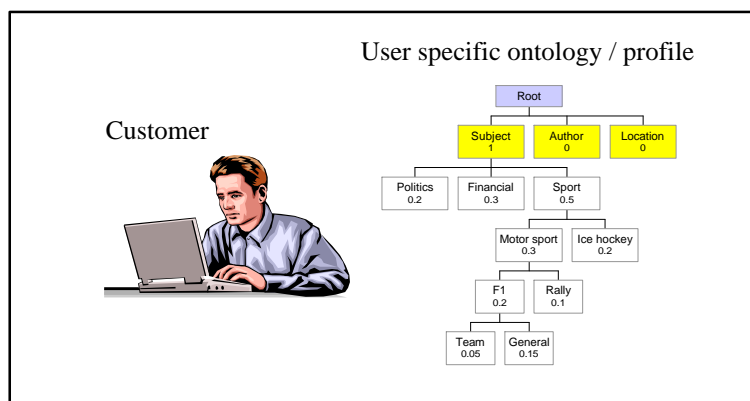 User specific ontology / profile
Customer
Root
Subject
1
Author
0
Location
0
Politics
0.2
Financial
0.3
Sport
0.5
Motor sport
0.3
Ice hockey
0.2
F1
0.2
Rally
0.1
Team
0.05
General
0.15